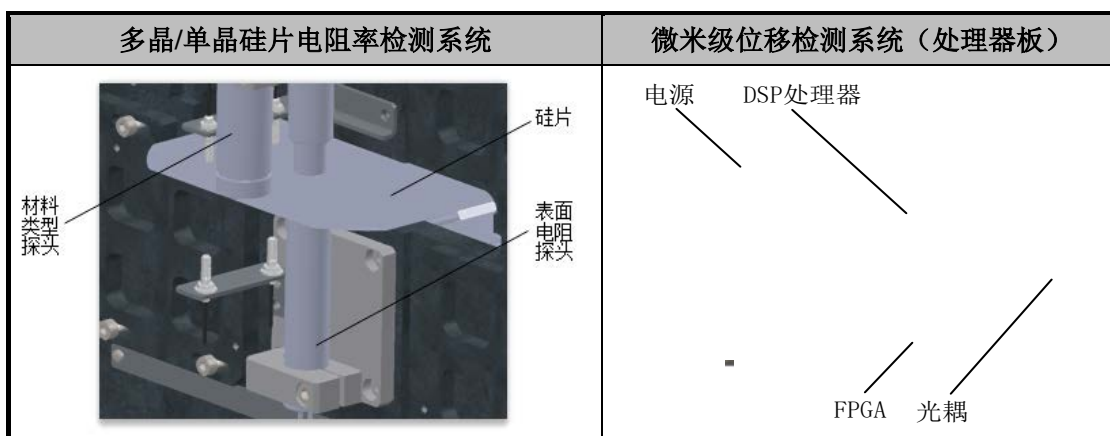 多晶/单晶硅片电阻率检测系统
微米级位移检测系统（处理器板）
硅片
材料
类型
探头
表面
电阻
探头
电源
DSP处理器
FPGA
光耦